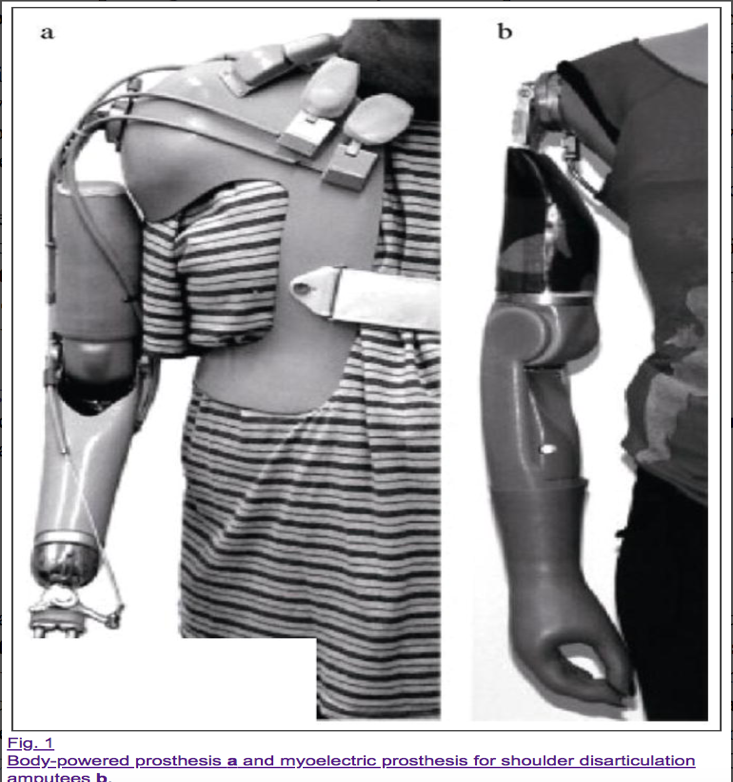 a
b
Fig. 1
Body-powered prosthesis a and myoelectric prosthesis for shoulder disarticulation
amputees b.